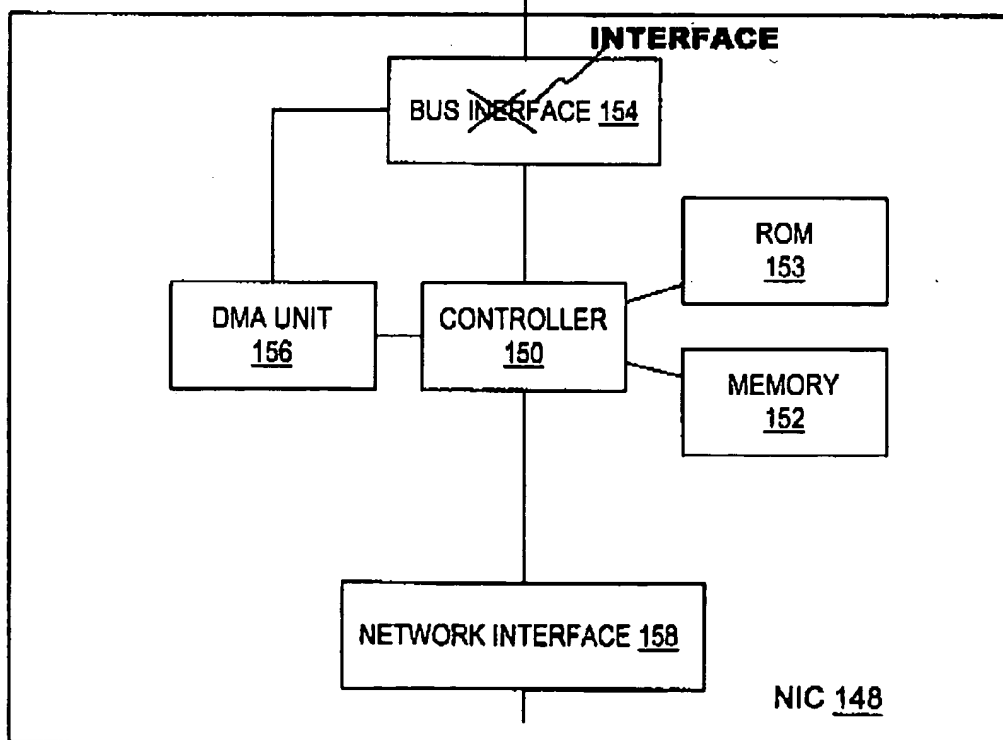 INTERFACE
BUS INERFACE 154
ROM
153
DMA UNIT
156
CONTROLLER
150
MEMORY
152
NETWORK INTERFACE 158
NIC 148